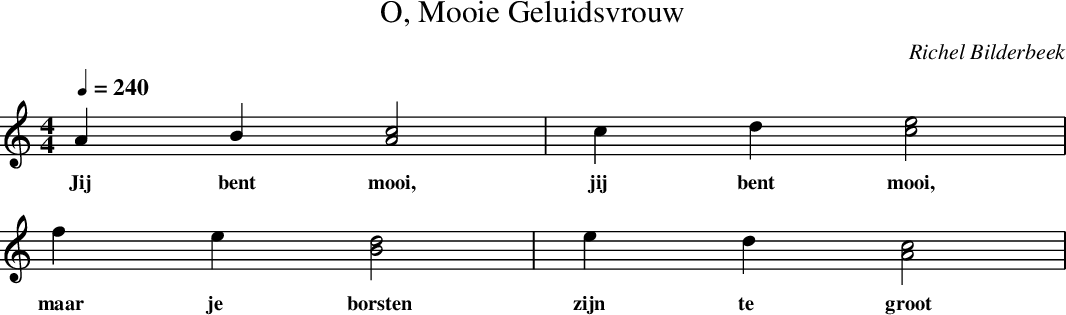 O, Mooie Geluidsvrouw
Richel Bilderbeek
♩ = 240
4
4
Jij bent mooi, jij bent mooi,
maar je borsten zijn te groot